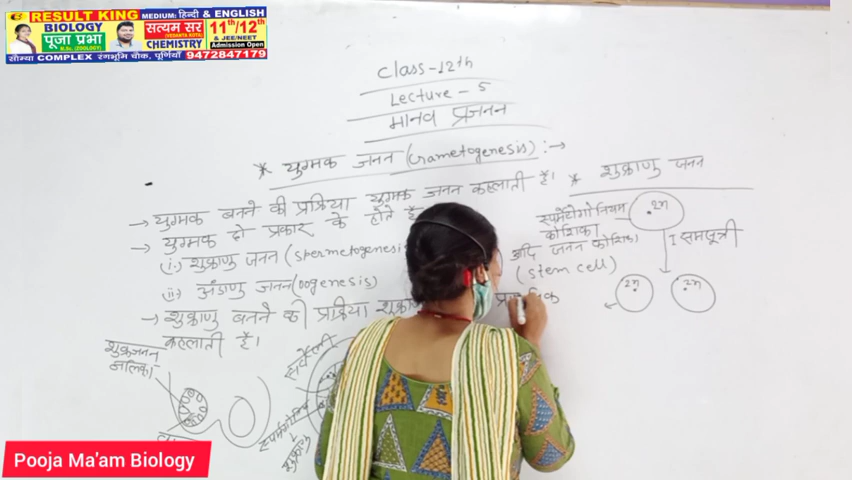 RESULT KING MEDIUM: हिन्दी & ENGLISH
BIOLOGY
पूजा प्रभा
M.Sc. (ZOOLOGY)
सत्यम सर
CHEMISTRY
11th/12th
& JEE/NEET
Admission Open
सोम्या COMPLEX रंगभूमि चौक, पूर्णियाँ 9472847179
Class-12th
Lecture - 5
मानव प्रजनन
* युग्मक जनन (Gametogenesis) :→
→ युग्मक बनने की प्रक्रिया युग्मक जनन कहलाती हैं।
→ युग्मक दो प्रकार के होते हैं
(i) शुक्राणु जनन (spermetogenesis
(ii) अंडाणु जनन (oogenesis)
→ शुक्राणु बनने की प्रक्रिया
कहलाती हैं।
शुक्रजनन
नलिका
* शुक्राणु जनन
स्पर्मेटोगोनियम
कोशिका
आदि जनन कोशिका
(stem cell)
2n
I समसूत्री
2n
2n
Pooja Ma'am Biology